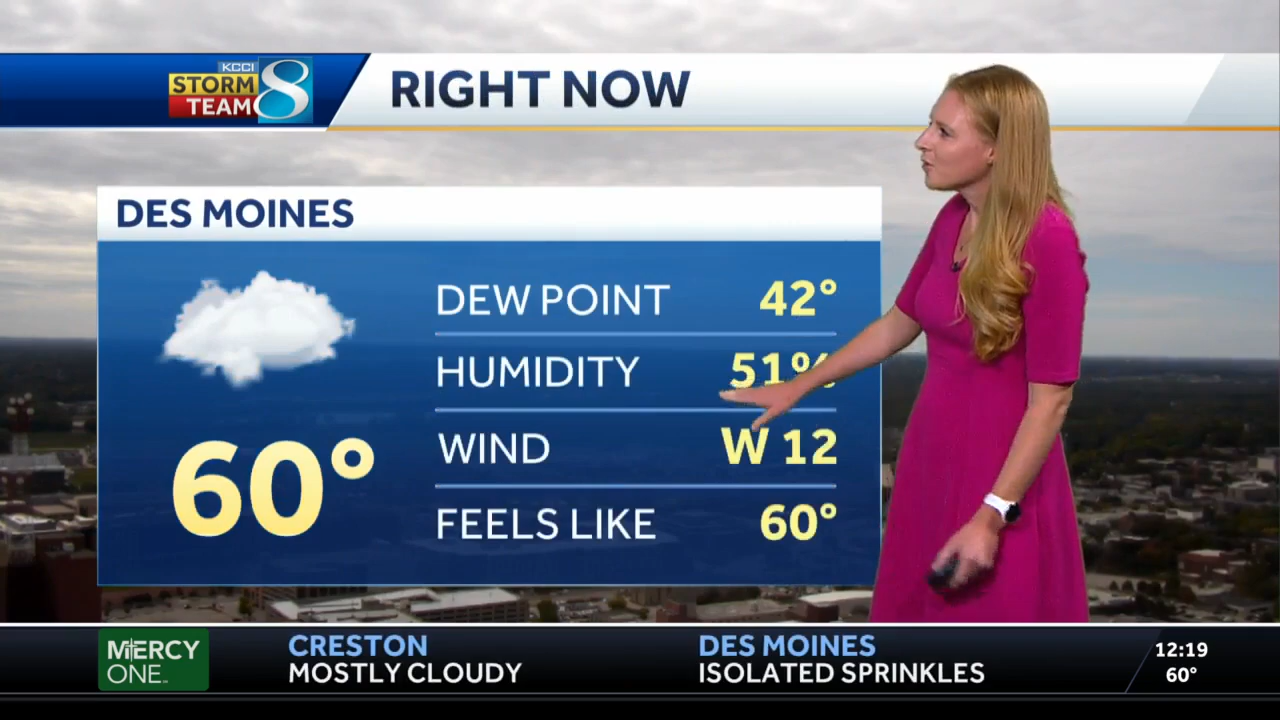 KCCI
STORM
TEAM 8
RIGHT NOW
DES MOINES
DEW POINT 42°
HUMIDITY 51%
WIND W 12
FEELS LIKE 60°
60°
MERCY
ONE
CRESTON
MOSTLY CLOUDY
DES MOINES
ISOLATED SPRINKLES
12:19
60°